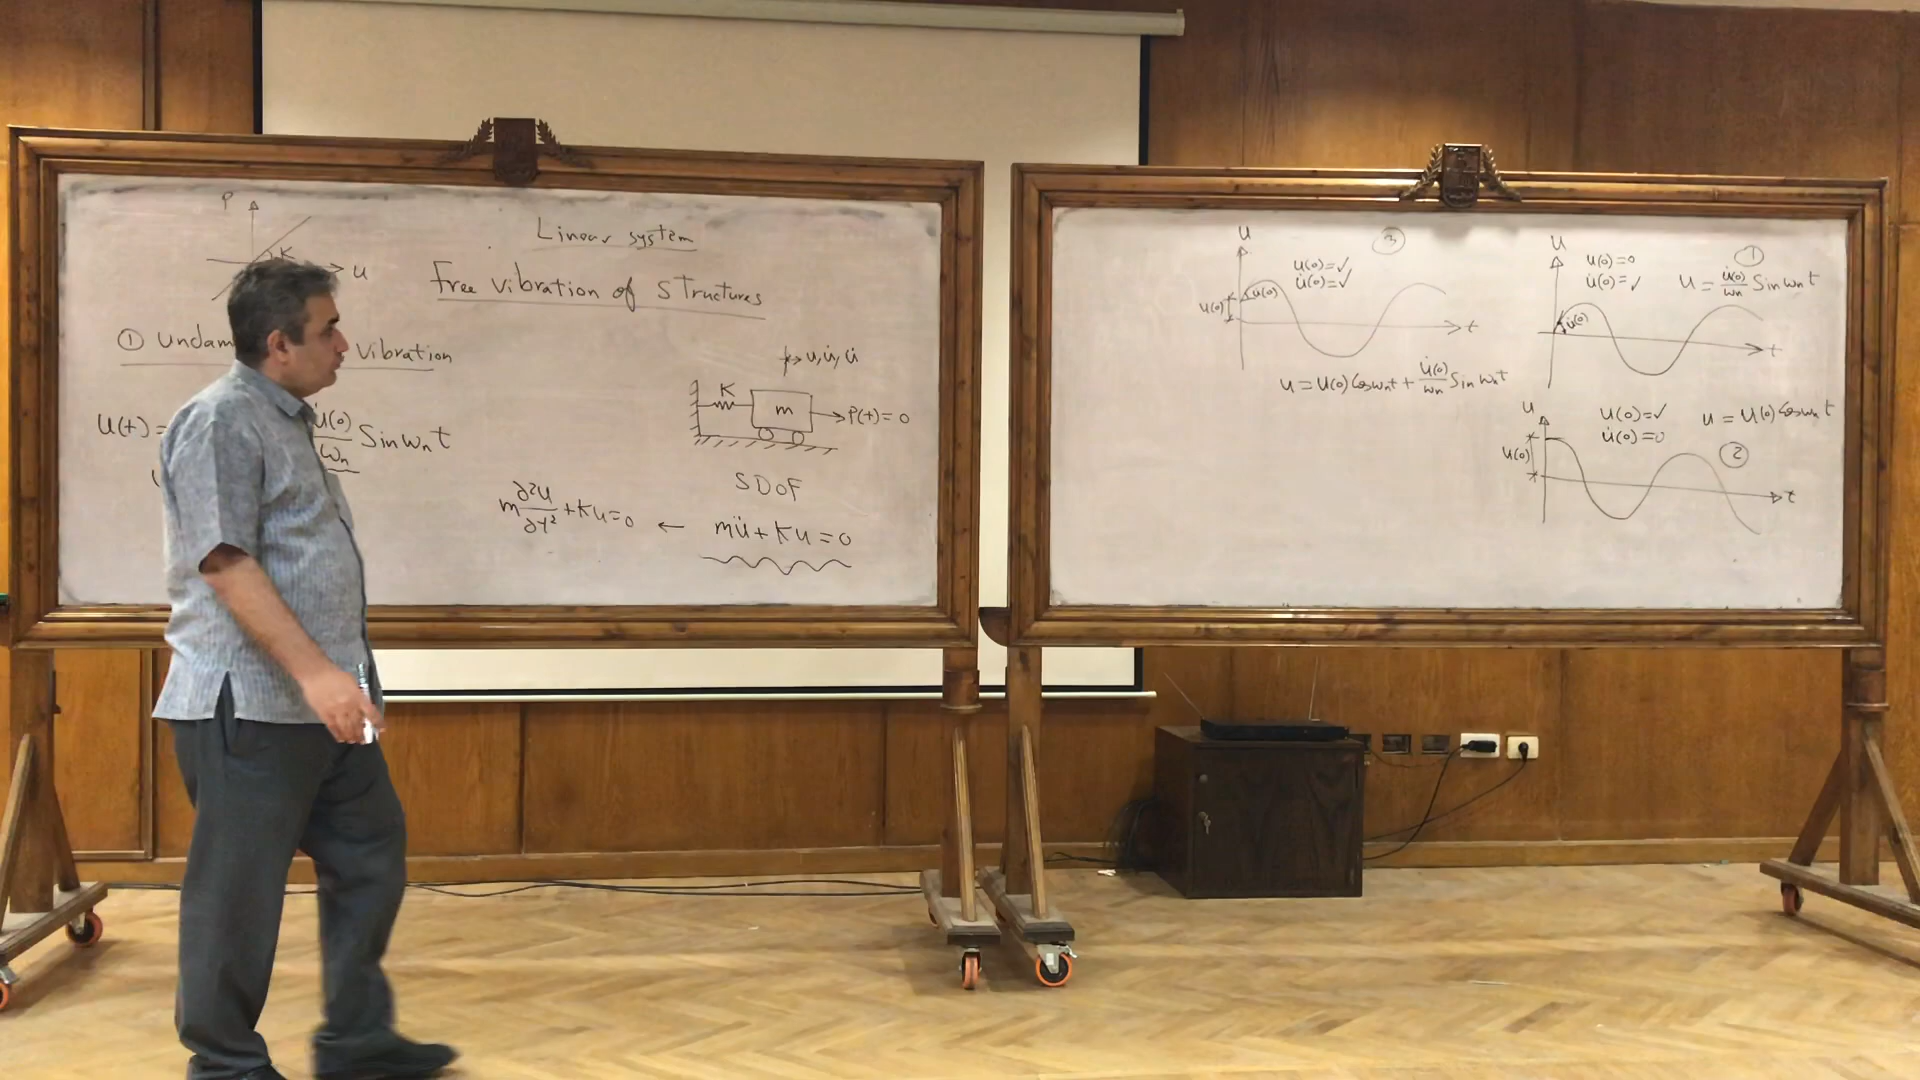 P
K
u
Linear system
Free vibration of structures
① undam vibration
U(t)= u̇(0)/ωn Sin ωn t
u, u̇, ü
K
m
P(t)=0
SDOF
m ∂²u/∂t² + Ku=0 ← mü+Ku=0
u
③
u(0)=✓
u̇(0)=✓
u(0)
u̇(0)
t
u = u(0) Cos ωn t + u̇(0)/ωn Sin ωn t
u
①
u(0)=0
u̇(0)=✓
u = u̇(0)/ωn Sin ωn t
u̇(0)
t
u
u(0)=✓
u̇(0)=0
u = u(0) Cos ωn t
②
u(0)
t